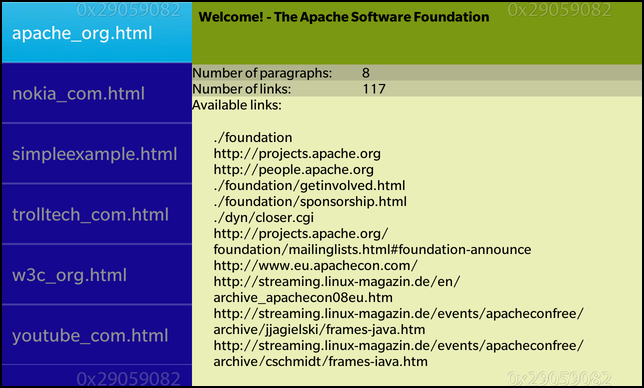 0x29059082
apache_org.html
Welcome! - The Apache Software Foundation
nokia_com.html
simpleexample.html
trolltech_com.html
w3c_org.html
youtube_com.html
Number of paragraphs: 8
Number of links: 117
Available links:
./foundation
http://projects.apache.org
http://people.apache.org
./foundation/getinvolved.html
./foundation/sponsorship.html
./dyn/closer.cgi
http://projects.apache.org/
foundation/mailinglists.html#foundation-announce
http://www.eu.apachecon.com/
http://streaming.linux-magazin.de/en/
archive_apachecon08eu.htm
http://streaming.linux-magazin.de/events/apacheconfree/
archive/jjagielski/frames-java.htm
http://streaming.linux-magazin.de/events/apacheconfree/
archive/cschmidt/frames-java.htm
0x29059082
0x29059082